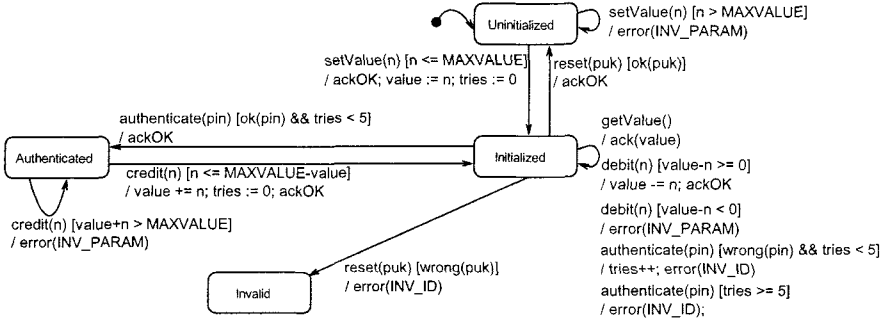 Uninitialized
setValue(n) [n > MAXVALUE]
/ error(INV_PARAM)
setValue(n) [n <= MAXVALUE]
/ ackOK; value := n; tries := 0
reset(puk) [ok(puk)]
/ ackOK
authenticate(pin) [ok(pin) && tries < 5]
/ ackOK
Authenticated
credit(n) [n <= MAXVALUE-value]
/ value += n; tries := 0; ackOK
Initialized
getValue()
/ ack(value)
debit(n) [value-n >= 0]
/ value -= n; ackOK
debit(n) [value-n < 0]
/ error(INV_PARAM)
authenticate(pin) [wrong(pin) && tries < 5]
/ tries++; error(INV_ID)
authenticate(pin) [tries >= 5]
/ error(INV_ID);
credit(n) [value+n > MAXVALUE]
/ error(INV_PARAM)
reset(puk) [wrong(puk)]
/ error(INV_ID)
Invalid